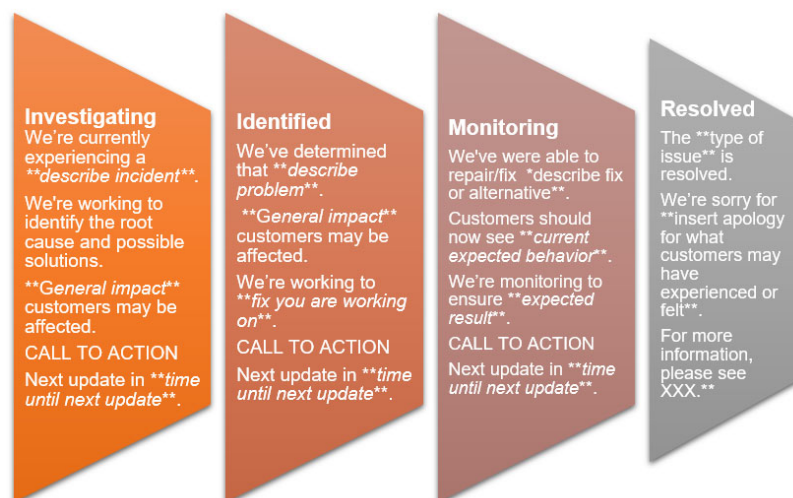 Investigating
We're currently
experiencing a
**describe incident**.
We're working to
identify the root
cause and possible
solutions.
**General impact**
customers may be
affected.
CALL TO ACTION
Next update in **time
until next update**.
Identified
We've determined
that **describe
problem**.
**General impact**
customers may be
affected.
We're working to
**fix you are working
on**.
CALL TO ACTION
Next update in **time
until next update**.
Monitoring
We've were able to
repair/fix *describe fix
or alternative**.
Customers should
now see **current
expected behavior**.
We're monitoring to
ensure **expected
result**.
CALL TO ACTION
Next update in **time
until next update**.
Resolved
The **type of
issue** is
resolved.
We're sorry for
**insert apology
for what
customers may
have
experienced or
felt**.
For more
information,
please see
XXX.**